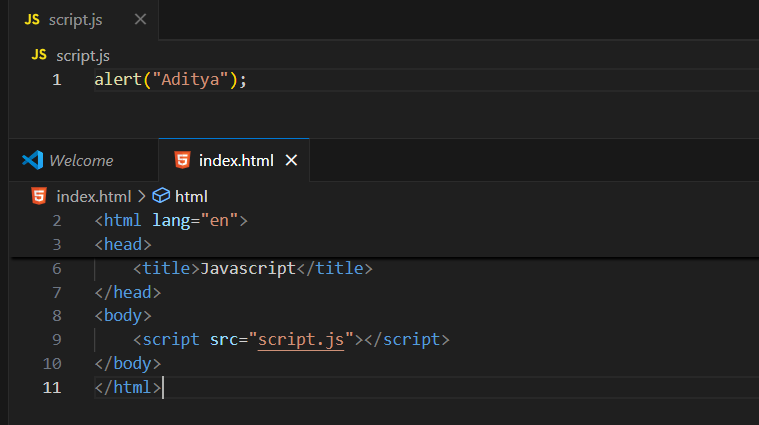 JS script.js
JS script.js
1 alert("Aditya");
Welcome index.html
index.html > html
2 <html lang="en">
3 <head>
6     <title>Javascript</title>
7 </head>
8 <body>
9     <script src="script.js"></script>
10 </body>
11 </html>